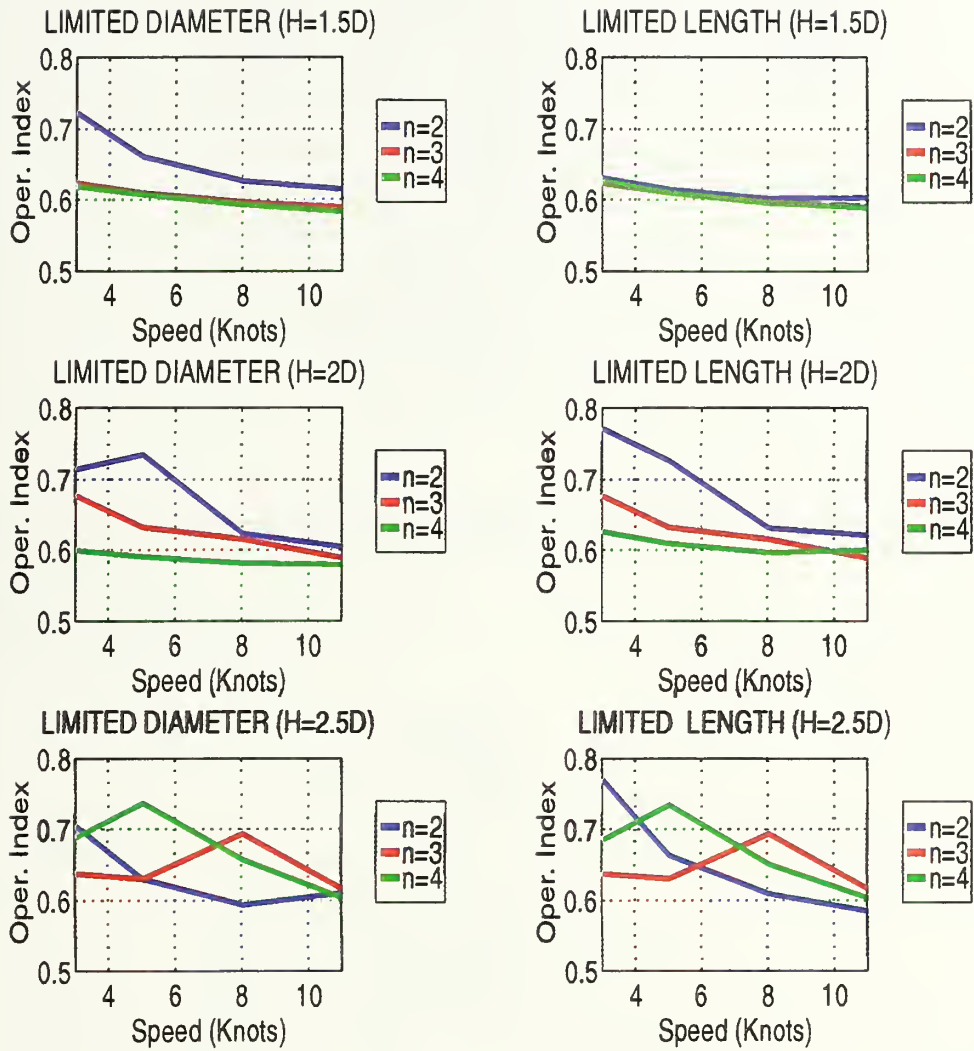 LIMITED DIAMETER (H=1.5D)
0.8
0.7
0.6
0.5
Oper. Index
4 6 8 10
Speed (Knots)
n=2
n=3
n=4
LIMITED LENGTH (H=1.5D)
0.8
0.7
0.6
0.5
Oper. Index
4 6 8 10
Speed (Knots)
n=2
n=3
n=4
LIMITED DIAMETER (H=2D)
0.8
0.7
0.6
0.5
Oper. Index
4 6 8 10
Speed (Knots)
n=2
n=3
n=4
LIMITED LENGTH (H=2D)
0.8
0.7
0.6
0.5
Oper. Index
4 6 8 10
Speed (Knots)
n=2
n=3
n=4
LIMITED DIAMETER (H=2.5D)
0.8
0.7
0.6
0.5
Oper. Index
4 6 8 10
Speed (Knots)
n=2
n=3
n=4
LIMITED LENGTH (H=2.5D)
0.8
0.7
0.6
0.5
Oper. Index
4 6 8 10
Speed (Knots)
n=2
n=3
n=4